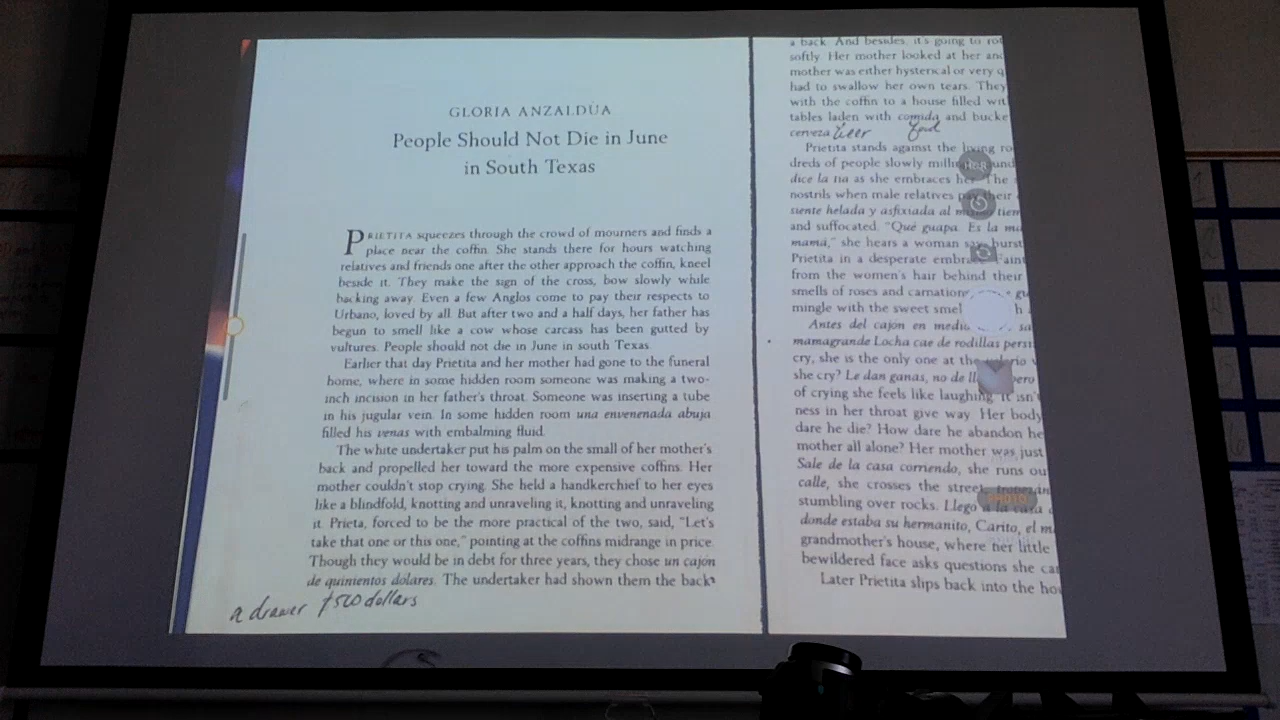 GLORIA ANZALDÚA
People Should Not Die in June
in South Texas
PRIETITA squeezes through the crowd of mourners and finds a
place near the coffin. She stands there for hours watching
relatives and friends one after the other approach the coffin, kneel
beside it. They make the sign of the cross, bow slowly while
backing away. Even a few Anglos come to pay their respects to
Urbano, loved by all. But after two and a half days, her father has
begun to smell like a cow whose carcass has been gutted by
vultures. People should not die in June in south Texas.
Earlier that day Prietita and her mother had gone to the funeral
home, where in some hidden room someone was making a two-
inch incision in her father's throat. Someone was inserting a tube
in his jugular vein. In some hidden room una envenenada abuja
filled his venas with embalming fluid.
The white undertaker put his palm on the small of her mother's
back and propelled her toward the more expensive coffins. Her
mother couldn't stop crying. She held a handkerchief to her eyes
like a blindfold, knotting and unraveling it, knotting and unraveling
it. Prieta, forced to be the more practical of the two, said, "Let's
take that one or this one," pointing at the coffins midrange in price.
Though they would be in debt for three years, they chose un cajón
de quinientos dolares. The undertaker had shown them the back
a drawer $500 dollars
a back. And besides, it's going to rot
softly. Her mother looked at her and
mother was either hysterical or very q
had to swallow her own tears. They
with the coffin to a house filled wit
tables laden with comida and bucke
cerveza beer food
Prietita stands against the living ro
dreds of people slowly milli
dice la tia as she embraces her. The
nostrils when male relatives their
siente helada y asfixiada al tiem
and suffocated. "Qué guapa. Es la
mamá," she hears a woman say burst
Prietita in a desperate
from the women's hair behind their
smells of roses and carnations
mingle with the sweet smel
Antes del cajón en medio
mamagrande Locha cae de rodillas
cry, she is the only one at the
she cry? Le dan ganas, no de
of crying she feels like laughing. It isn't
ness in her throat give way. Her body
dare he die? How dare he abandon he
mother all alone? Her mother was just
Sale de la casa corriendo, she runs ou
calle, she crosses the street,
stumbling over rocks. Llego a la casa
donde estaba su hermanito, Carito, el m
grandmother's house, where her little
bewildered face asks questions she
Later Prietita slips back into the
PHOTO